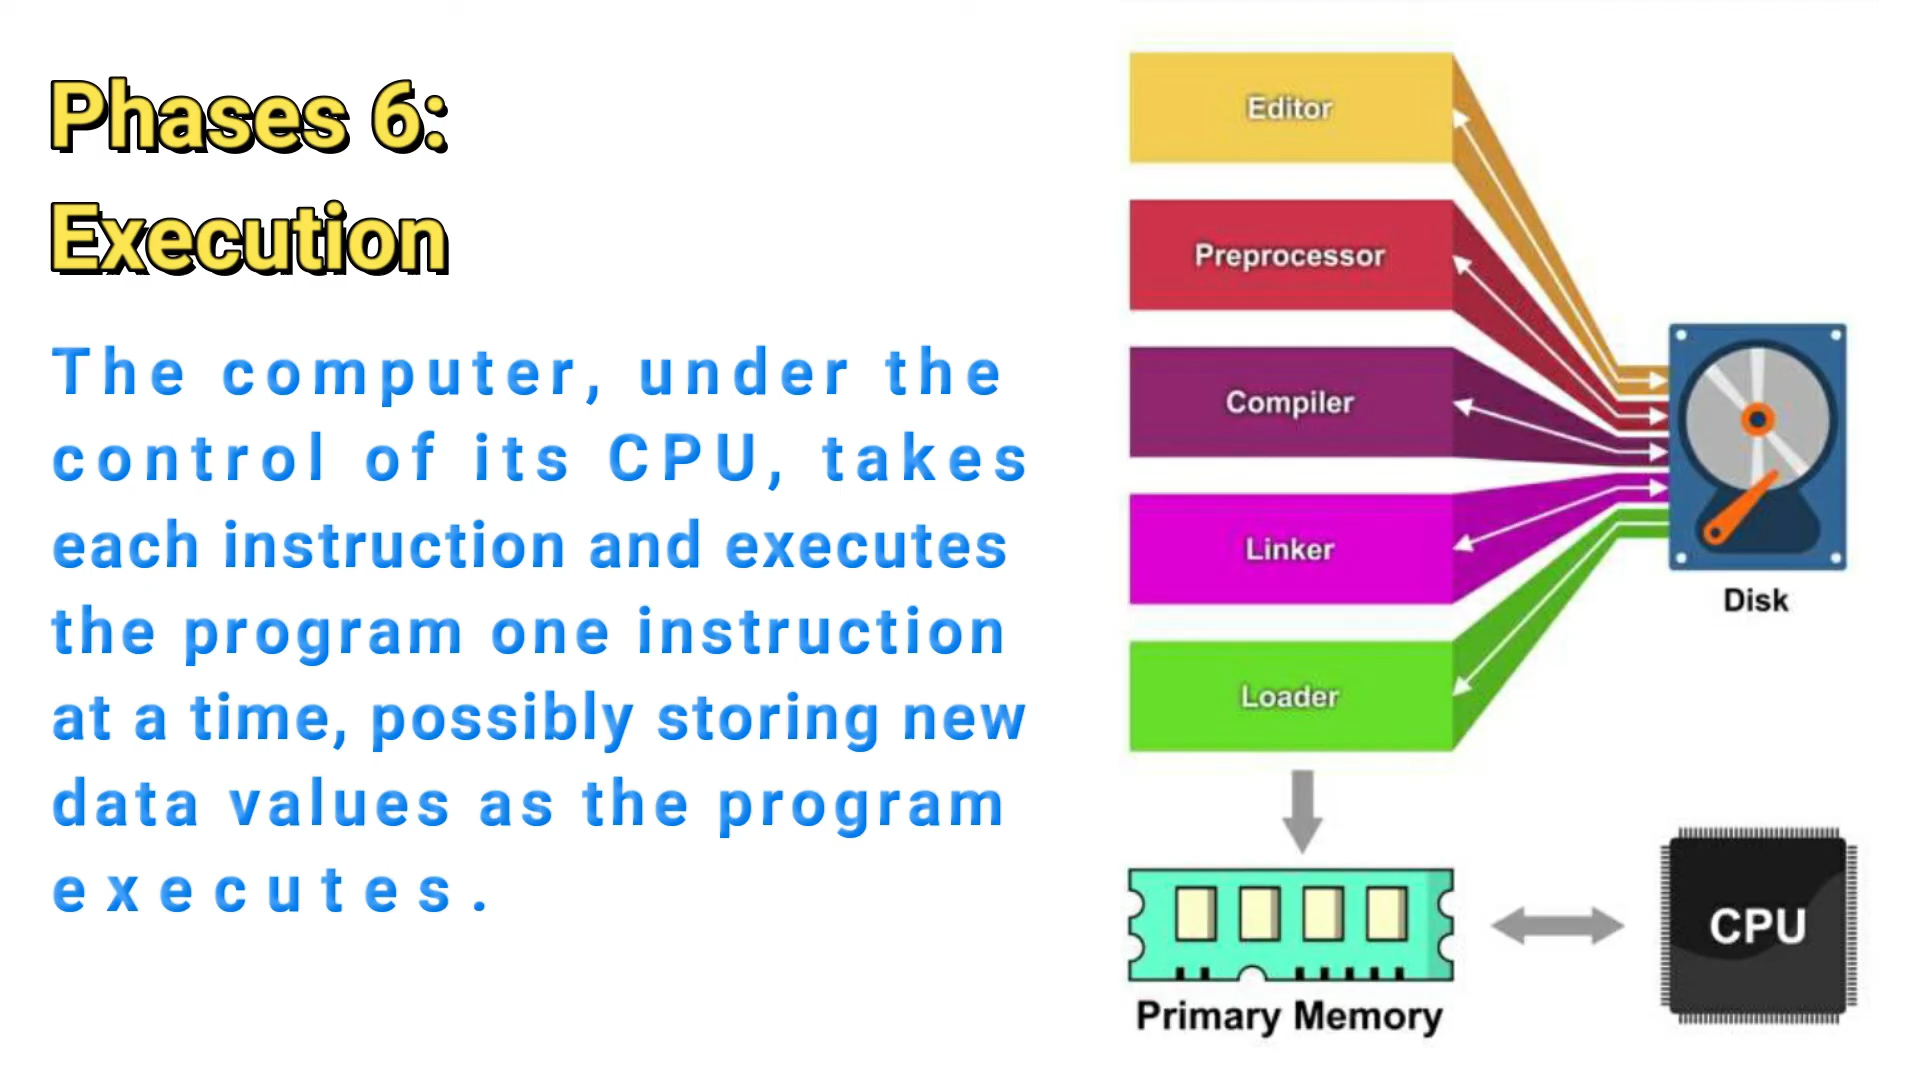 Phases 6:
Execution
The computer, under the
control of its CPU, takes
each instruction and executes
the program one instruction
at a time, possibly storing new
data values as the program
executes.
Editor
Preprocessor
Compiler
Linker
Loader
Disk
Primary Memory
CPU